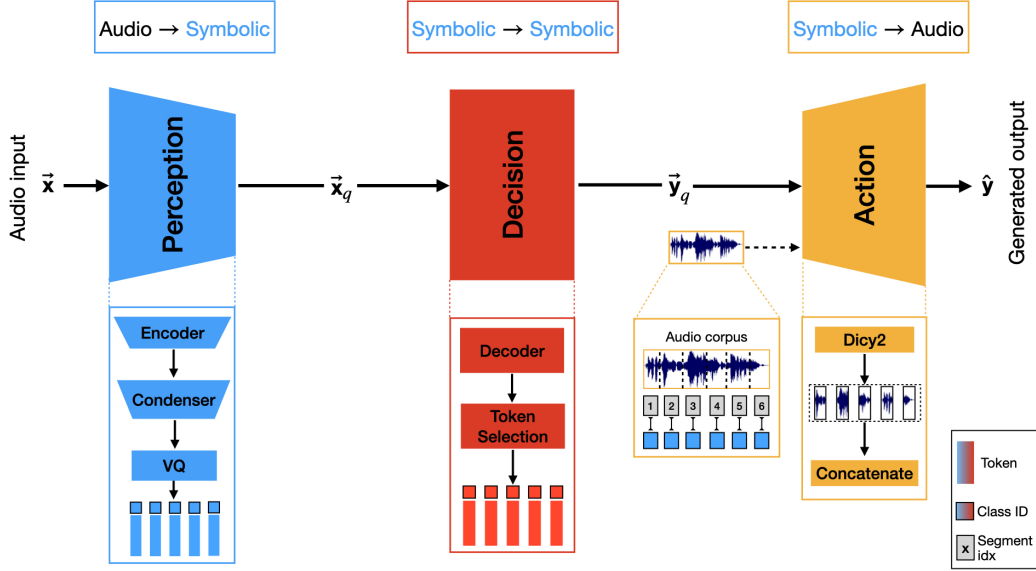 Audio → Symbolic
Symbolic → Symbolic
Symbolic → Audio
Audio input
x⃗
Perception
x⃗q
Decision
y⃗q
Action
ŷ
Generated output
Encoder
Condenser
VQ
Decoder
Token
Selection
Audio corpus
1 2 3 4 5 6
Dicy2
Concatenate
Token
Class ID
x
Segment
idx